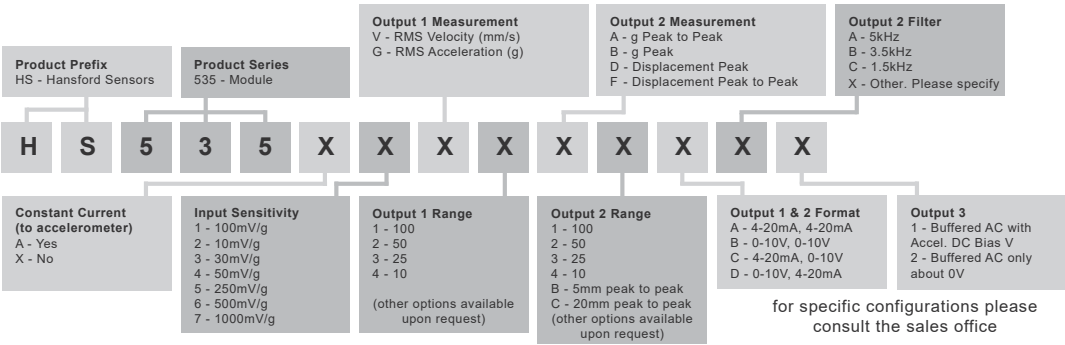 Output 1 Measurement
V - RMS Velocity (mm/s)
G - RMS Acceleration (g)
Output 2 Measurement
A - g Peak to Peak
B - g Peak
D - Displacement Peak
F - Displacement Peak to Peak
Output 2 Filter
A - 5kHz
B - 3.5kHz
C - 1.5kHz
X - Other. Please specify
Product Prefix
HS - Hansford Sensors
Product Series
535 - Module
H S 5 3 5 X X X X X X X X X
Constant Current
(to accelerometer)
A - Yes
X - No
Input Sensitivity
1 - 100mV/g
2 - 10mV/g
3 - 30mV/g
4 - 50mV/g
5 - 250mV/g
6 - 500mV/g
7 - 1000mV/g
Output 1 Range
1 - 100
2 - 50
3 - 25
4 - 10
(other options available
upon request)
Output 2 Range
1 - 100
2 - 50
3 - 25
4 - 10
B - 5mm peak to peak
C - 20mm peak to peak
(other options available
upon request)
Output 1 & 2 Format
A - 4-20mA, 4-20mA
B - 0-10V, 0-10V
C - 4-20mA, 0-10V
D - 0-10V, 4-20mA
Output 3
1 - Buffered AC with
Accel. DC Bias V
2 - Buffered AC only
about 0V
for specific configurations please
consult the sales office